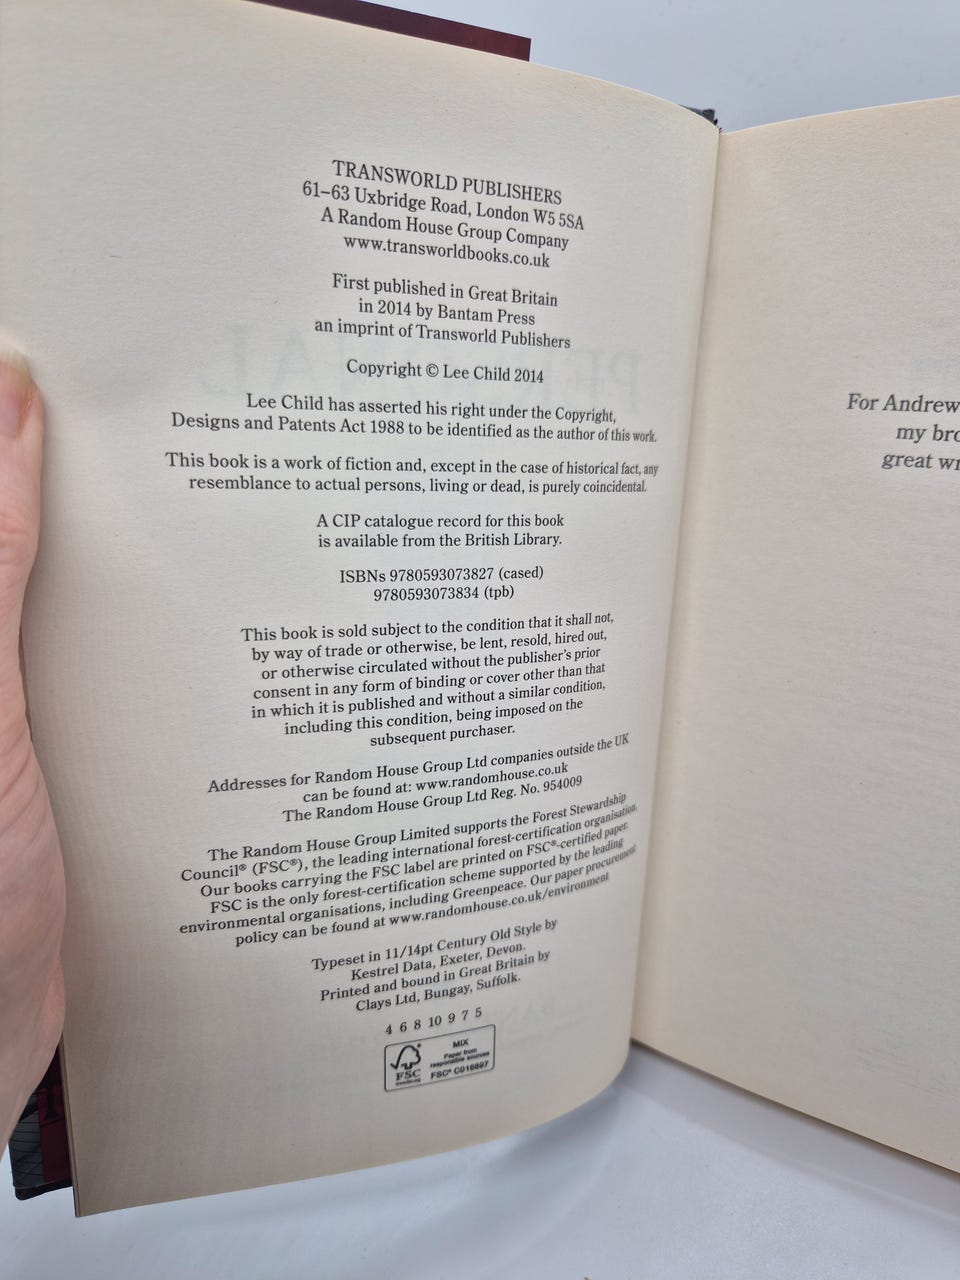 TRANSWORLD PUBLISHERS
61–63 Uxbridge Road, London W5 5SA
A Random House Group Company
www.transworldbooks.co.uk
First published in Great Britain
in 2014 by Bantam Press
an imprint of Transworld Publishers
Copyright © Lee Child 2014
Lee Child has asserted his right under the Copyright,
Designs and Patents Act 1988 to be identified as the author of this work.
This book is a work of fiction and, except in the case of historical fact, any
resemblance to actual persons, living or dead, is purely coincidental.
A CIP catalogue record for this book
is available from the British Library.
ISBNs 9780593073827 (cased)
9780593073834 (tpb)
This book is sold subject to the condition that it shall not,
by way of trade or otherwise, be lent, resold, hired out,
or otherwise circulated without the publisher's prior
consent in any form of binding or cover other than that
in which it is published and without a similar condition,
including this condition, being imposed on the
subsequent purchaser.
Addresses for Random House Group Ltd companies outside the UK
can be found at: www.randomhouse.co.uk
The Random House Group Ltd Reg. No. 954009
The Random House Group Limited supports the Forest Stewardship
Council® (FSC®), the leading international forest-certification organisation.
Our books carrying the FSC label are printed on FSC®-certified paper.
FSC is the only forest-certification scheme supported by the leading
environmental organisations, including Greenpeace. Our paper procurement
policy can be found at www.randomhouse.co.uk/environment
Typeset in 11/14pt Century Old Style by
Kestrel Data, Exeter, Devon.
Printed and bound in Great Britain by
Clays Ltd, Bungay, Suffolk.
4 6 8 10 9 7 5
FSC
MIX
Paper from
responsible sources
FSC® C016897
For Andrew
my bro
great wr